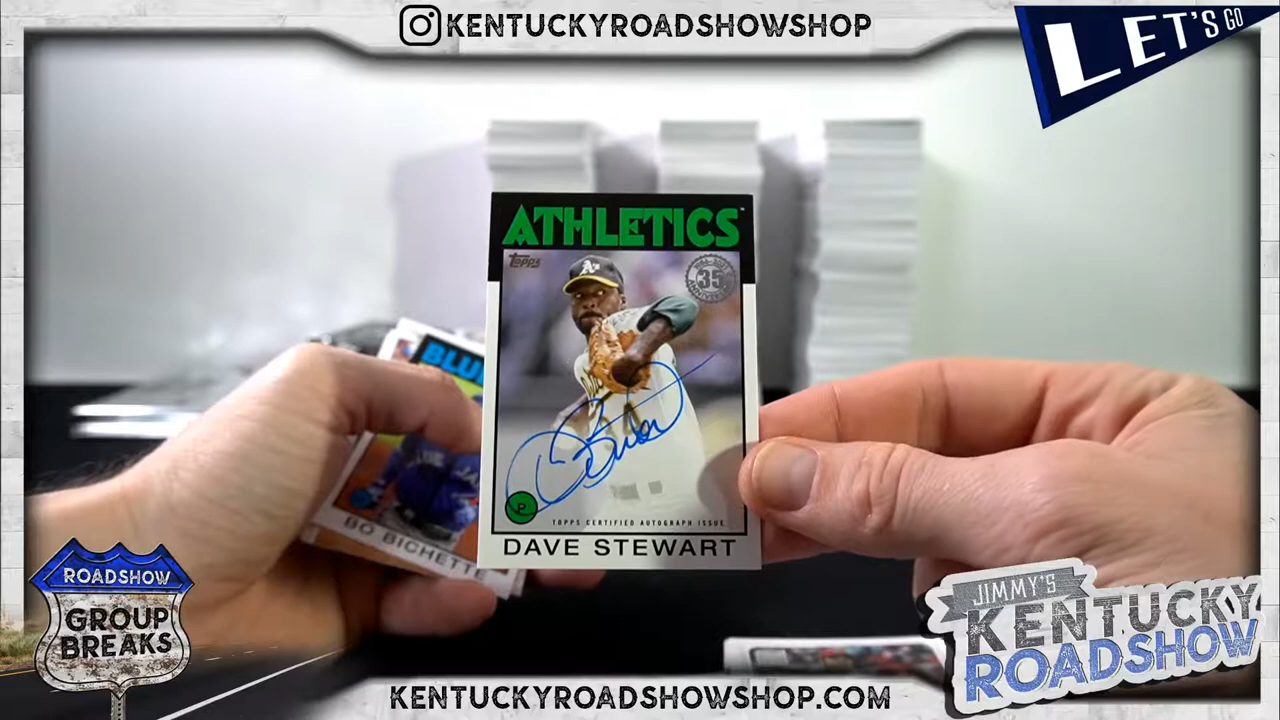 KENTUCKYROADSHOWSHOP
LET'S GO
ATHLETICS
Topps
35
BLUE
P
TOPPS CERTIFIED AUTOGRAPH ISSUE
DAVE STEWART
BO BICHETTE
ROADSHOW
GROUP
BREAKS
JIMMY'S
KENTUCKY
ROADSHOW
KENTUCKYROADSHOWSHOP.COM